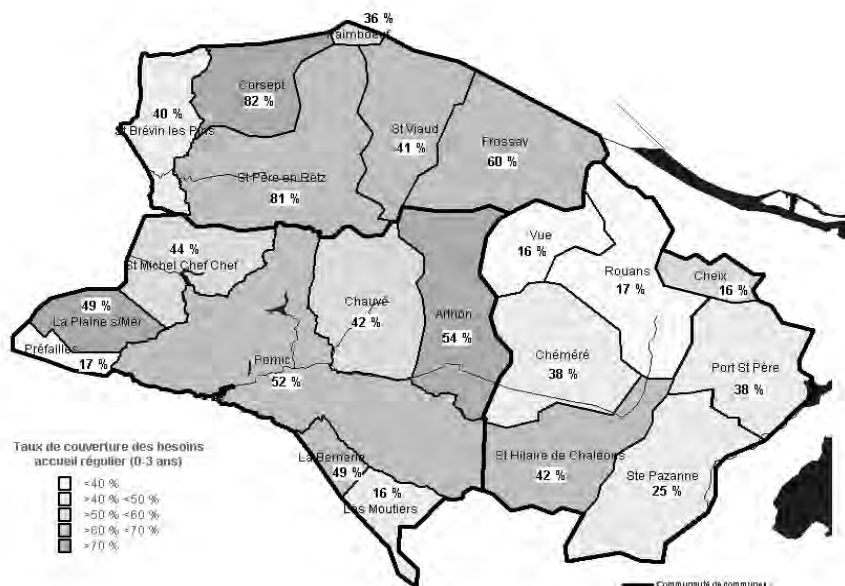 36 %
Paimboeuf
Corsept
82 %
40 %
St Brévin les Pins
St Viaud
41 %
Frossay
60 %
St Père en Retz
81 %
44 %
St Michel Chef Chef
Vue
16 %
Rouans
17 %
Cheix
16 %
49 %
La Plaine s/Mer
Chauvé
42 %
Arthon
54 %
Préfailles
17 %
Pornic
52 %
Chéméré
38 %
Port St Père
38 %
La Bernerie
49 %
St Hilaire de Chaléons
42 %
Ste Pazanne
25 %
16 %
Les Moutiers
Taux de couverture des besoins
accueil régulier (0-3 ans)
<40 %
>40 % <50 %
>50 % <60 %
>60 % <70 %
>70 %
Communauté de communes